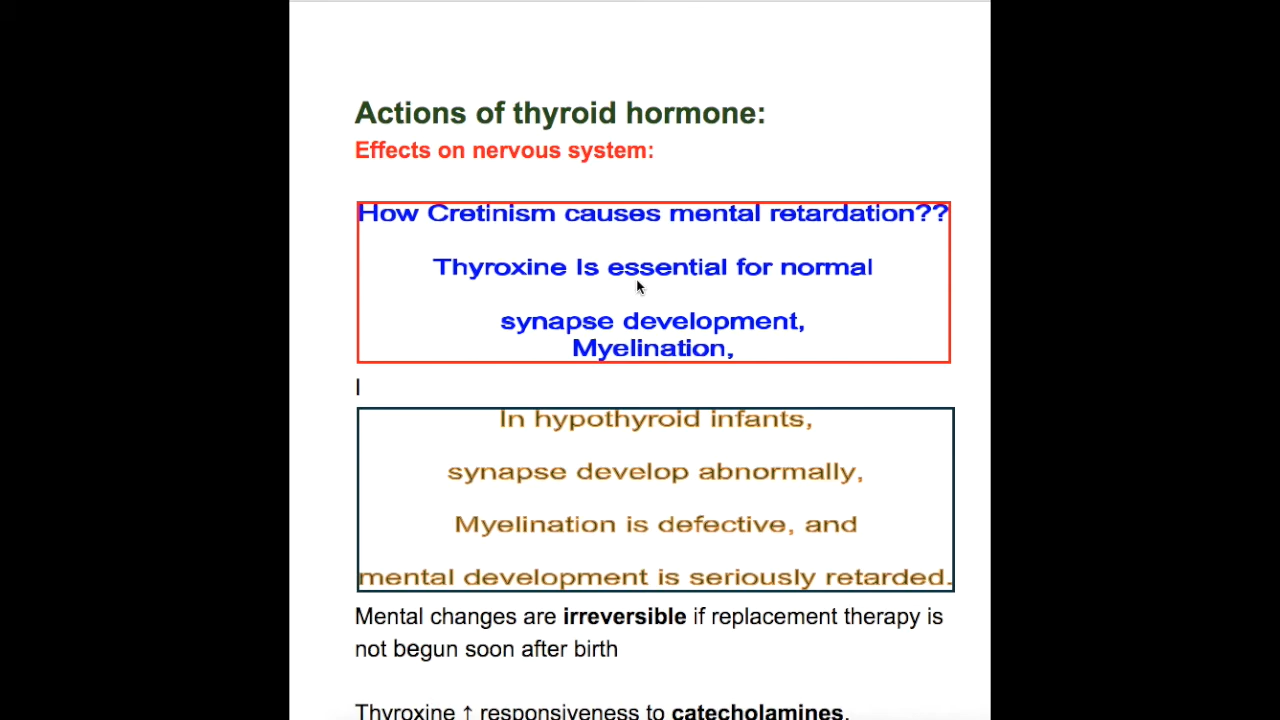 Actions of thyroid hormone:
Effects on nervous system:
How Cretinism causes mental retardation??
Thyroxine Is essential for normal
synapse development,
Myelination,
In hypothyroid infants,
synapse develop abnormally,
Myelination is defective, and
mental development is seriously retarded.
Mental changes are irreversible if replacement therapy is
not begun soon after birth
Thyroxine ↑ responsiveness to catecholamines.